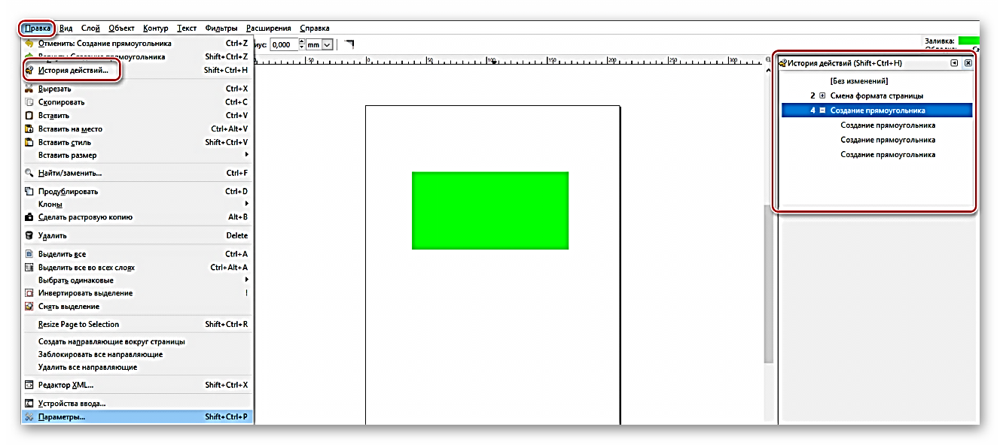 Правка Вид Слой Объект Контур Текст Фильтры Расширения Справка
Отменить: Создание прямоугольника Ctrl+Z
Вернуть: Создание прямоугольника Shift+Ctrl+Z
История действий... Shift+Ctrl+H
Вырезать Ctrl+X
Скопировать Ctrl+C
Вставить Ctrl+V
Вставить на место Ctrl+Alt+V
Вставить стиль Shift+Ctrl+V
Вставить размер
Найти/заменить... Ctrl+F
Продублировать Ctrl+D
Клоны
Сделать растровую копию Alt+B
Удалить Delete
Выделить все Ctrl+A
Выделить все во всех слоях Ctrl+Alt+A
Выбрать одинаковые
Инвертировать выделение !
Снять выделение
Resize Page to Selection Shift+Ctrl+R
Создать направляющие вокруг страницы
Заблокировать все направляющие
Удалить все направляющие
Редактор XML... Shift+Ctrl+X
Устройства ввода...
Параметры... Shift+Ctrl+P
иус: 0,000 mm
50 0 50 100 150 200 250 300
Заливка:
История действий (Shift+Ctrl+H)
[Без изменений]
2 Смена формата страницы
4 Создание прямоугольника
Создание прямоугольника
Создание прямоугольника
Создание прямоугольника